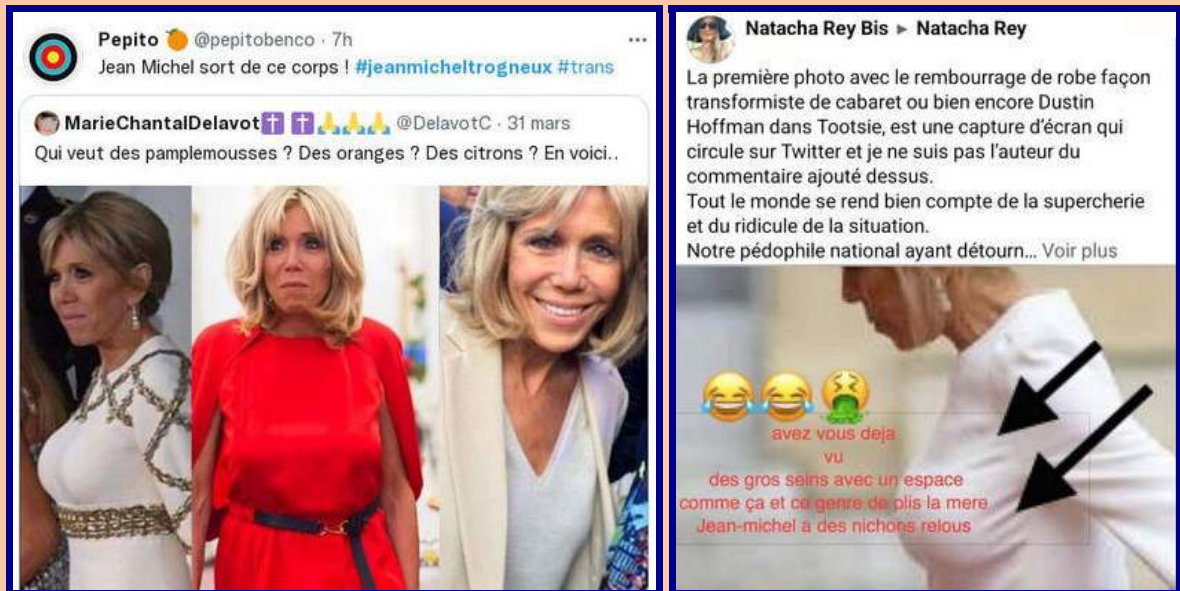 Pepito 🍊 @pepitobenco · 7h
Jean Michel sort de ce corps ! #jeanmicheltrogneux #trans
MarieChantalDelavot✝️ ✝️🙏🙏🙏 @DelavotC · 31 mars
Qui veut des pamplemousses ? Des oranges ? Des citrons ? En voici..
Natacha Rey Bis ▸ Natacha Rey
La première photo avec le rembourrage de robe façon
transformiste de cabaret ou bien encore Dustin
Hoffman dans Tootsie, est une capture d'écran qui
circule sur Twitter et je ne suis pas l'auteur du
commentaire ajouté dessus.
Tout le monde se rend bien compte de la supercherie
et du ridicule de la situation.
Notre pédophile national ayant détourn... Voir plus
😂😂🤮
avez vous deja
vu
des gros seins avec un espace
comme ça et ce genre de plis la mere
Jean-michel a des nichons relous